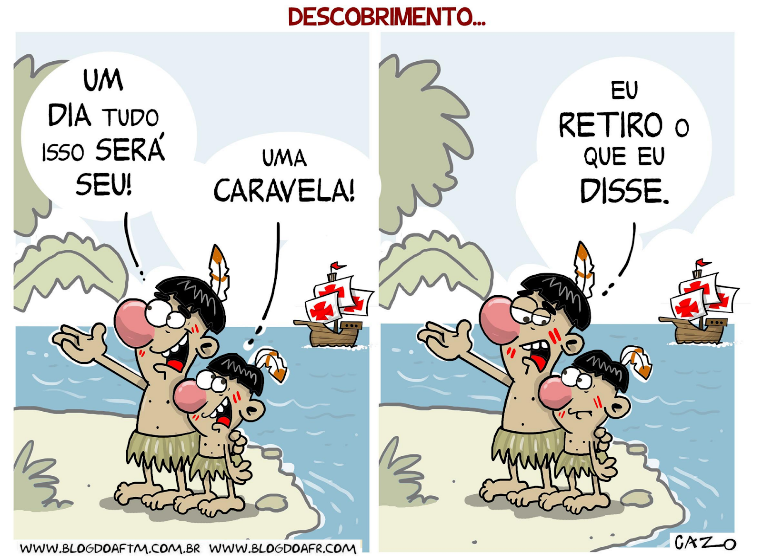 DESCOBRIMENTO...
UM
DIA TUDO
ISSO SERÁ
SEU!
UMA
CARAVELA!
EU
RETIRO O
QUE EU
DISSE.
WWW.BLOGDOAFTM.COM.BR WWW.BLOGDOAFR.COM
CAZO